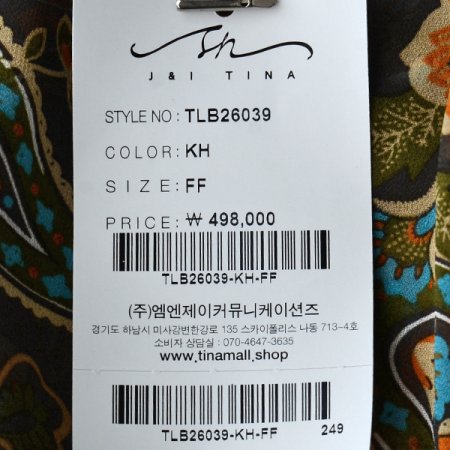 J & I TINA
STYLE NO : TLB26039
COLOR : KH
SIZE : FF
PRICE : ₩ 498,000
TLB26039-KH-FF
(주)엠엔제이커뮤니케이션즈
경기도 하남시 미사강변한강로 135 스카이폴리스 나동 713-4호
소비자 상담실 : 070-4647-3635
www.tinamall.shop
TLB26039-KH-FF 249